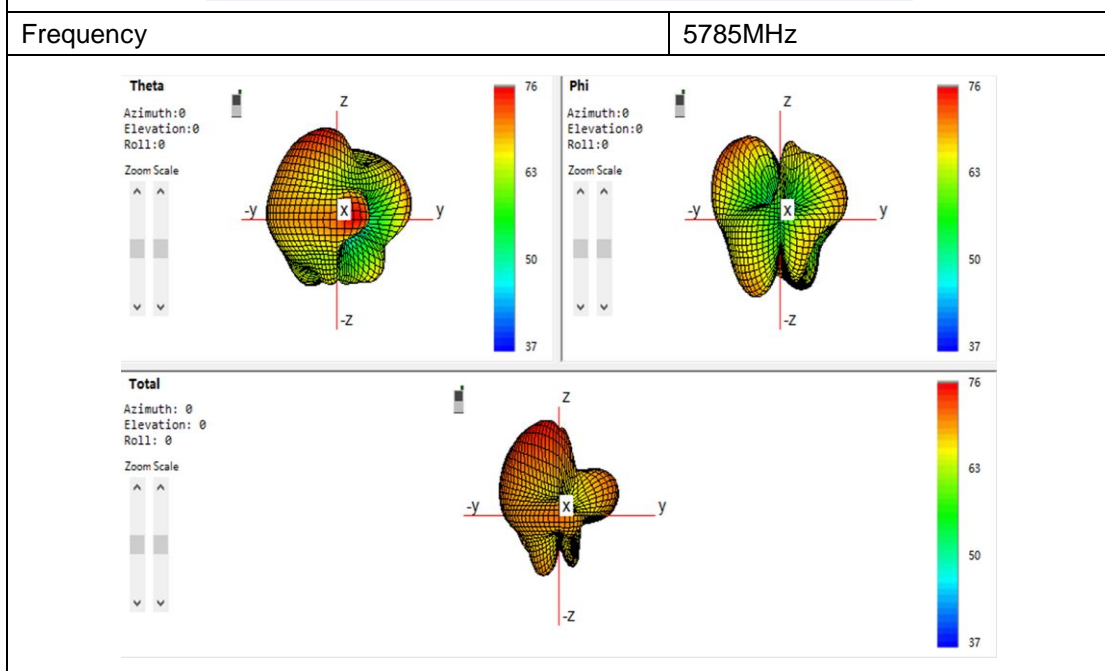 Frequency 5785MHz
Theta
Azimuth:0
Elevation:0
Roll:0
Zoom Scale
z
-y
x
y
-z
76
63
50
37
Phi
Azimuth:0
Elevation:0
Roll:0
Zoom Scale
z
-y
x
y
-z
76
63
50
37
Total
Azimuth: 0
Elevation: 0
Roll: 0
Zoom Scale
z
-y
x
y
-z
76
63
50
37